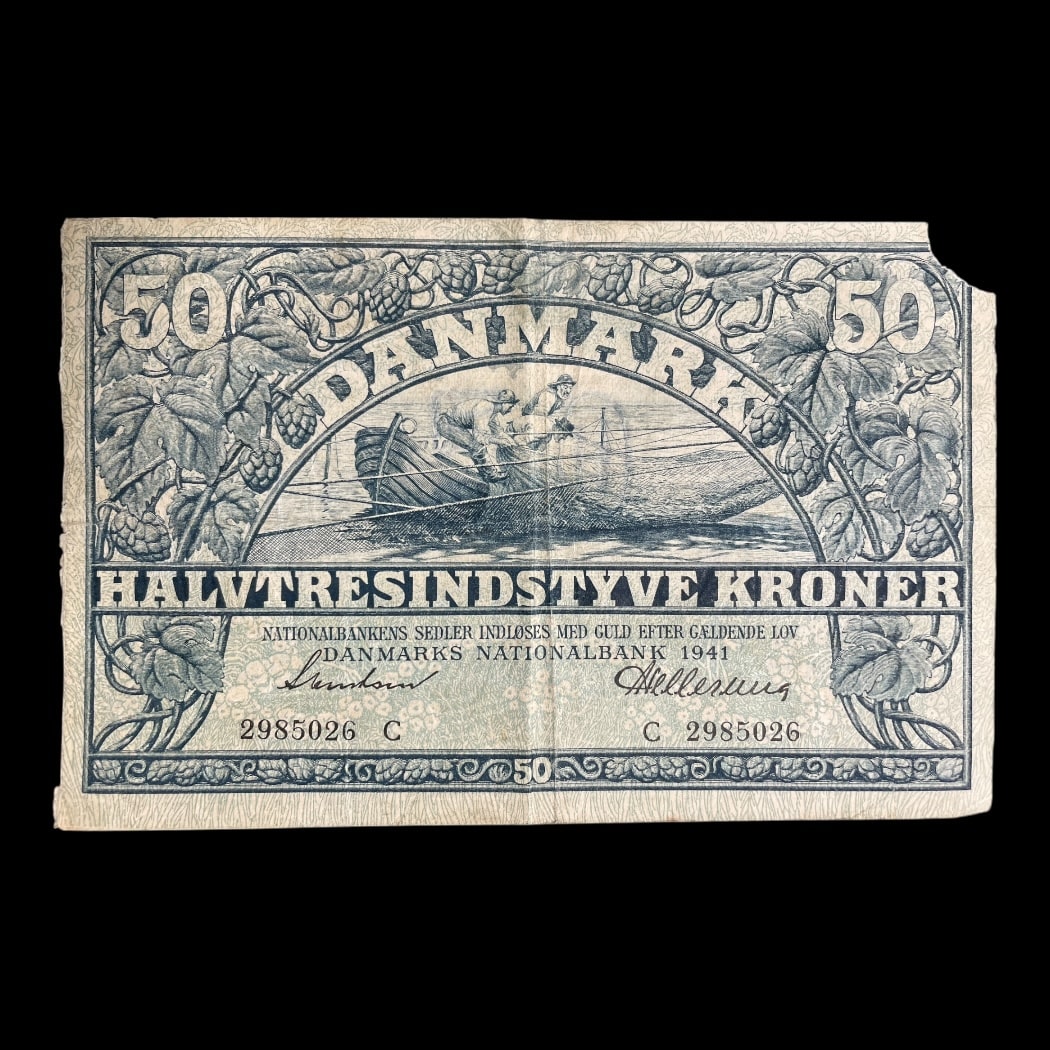 50 50
DANMARK
HALVTRESINDSTYVE KRONER
NATIONALBANKENS SEDLER INDLØSES MED GULD EFTER GÆLDENDE LOV
DANMARKS NATIONALBANK 1941
Svendsen
2985026 C C 2985026
50